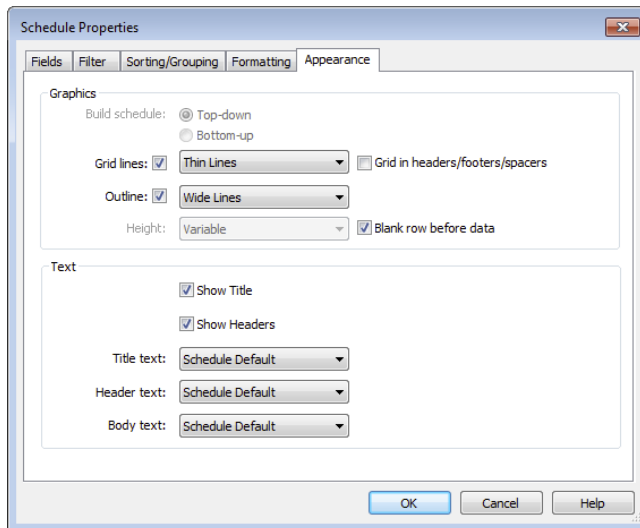 Schedule Properties
Fields Filter Sorting/Grouping Formatting Appearance
Graphics
Build schedule: Top-down
Bottom-up
Grid lines: Thin Lines Grid in headers/footers/spacers
Outline: Wide Lines
Height: Variable Blank row before data
Text
Show Title
Show Headers
Title text: Schedule Default
Header text: Schedule Default
Body text: Schedule Default
OK Cancel Help